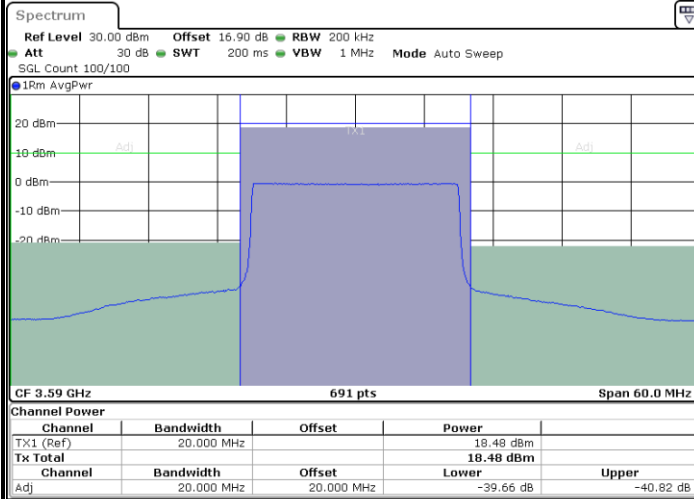 Spectrum
Ref Level 30.00 dBm Offset 16.90 dB RBW 200 kHz
Att 30 dB SWT 200 ms VBW 1 MHz Mode Auto Sweep
SGL Count 100/100
1Rm AvgPwr
20 dBm
TX1
Adj Adj
10 dBm
0 dBm
-10 dBm
-20 dBm
CF 3.59 GHz 691 pts Span 60.0 MHz
Channel Power
Channel Bandwidth Offset Power
TX1 (Ref) 20.000 MHz 18.48 dBm
Tx Total 18.48 dBm
Channel Bandwidth Offset Lower Upper
Adj 20.000 MHz 20.000 MHz -39.66 dB -40.82 dB